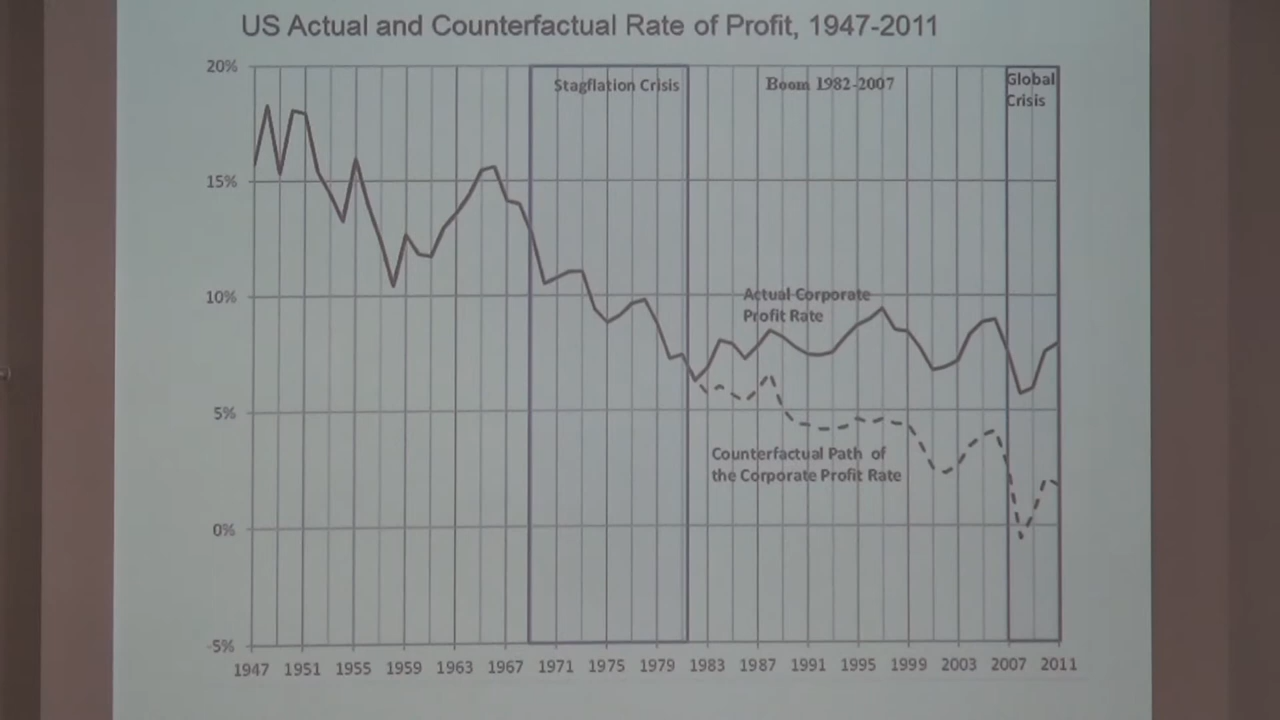 US Actual and Counterfactual Rate of Profit, 1947-2011
20%
Stagflation Crisis
Boom 1982-2007
Global
Crisis
15%
10%
Actual Corporate
Profit Rate
5%
Counterfactual Path of
the Corporate Profit Rate
0%
-5%
1947 1951 1955 1959 1963 1967 1971 1975 1979 1983 1987 1991 1995 1999 2003 2007 2011